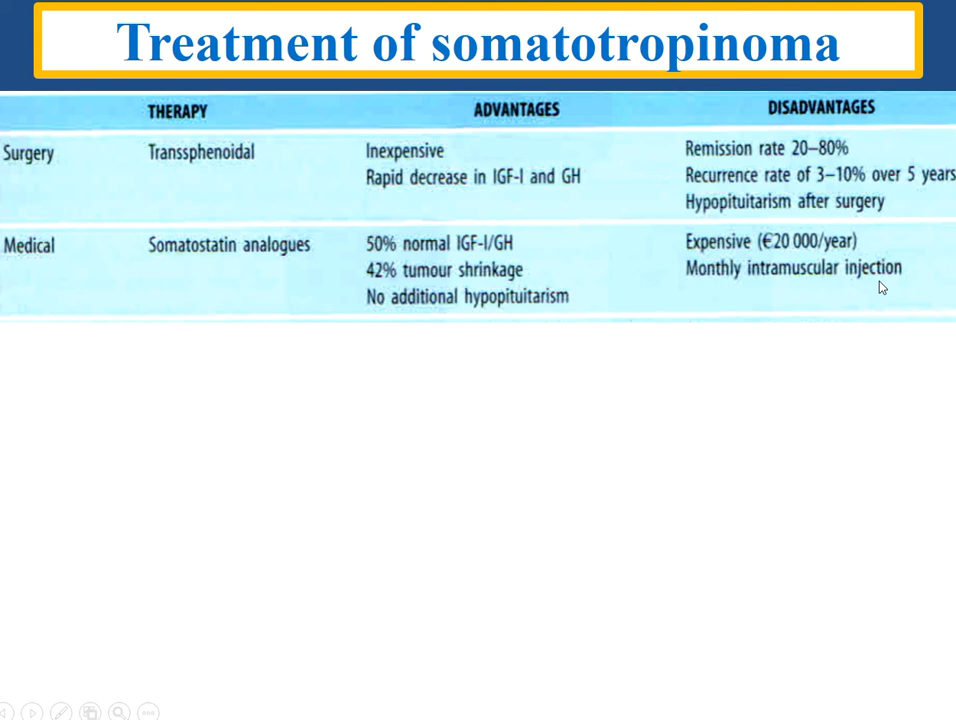 Treatment of somatotropinoma
THERAPY ADVANTAGES DISADVANTAGES
Surgery Transsphenoidal Inexpensive Remission rate 20–80%
Rapid decrease in IGF-I and GH Recurrence rate of 3–10% over 5 years
Hypopituitarism after surgery
Medical Somatostatin analogues 50% normal IGF-I/GH Expensive (€20 000/year)
42% tumour shrinkage Monthly intramuscular injection
No additional hypopituitarism